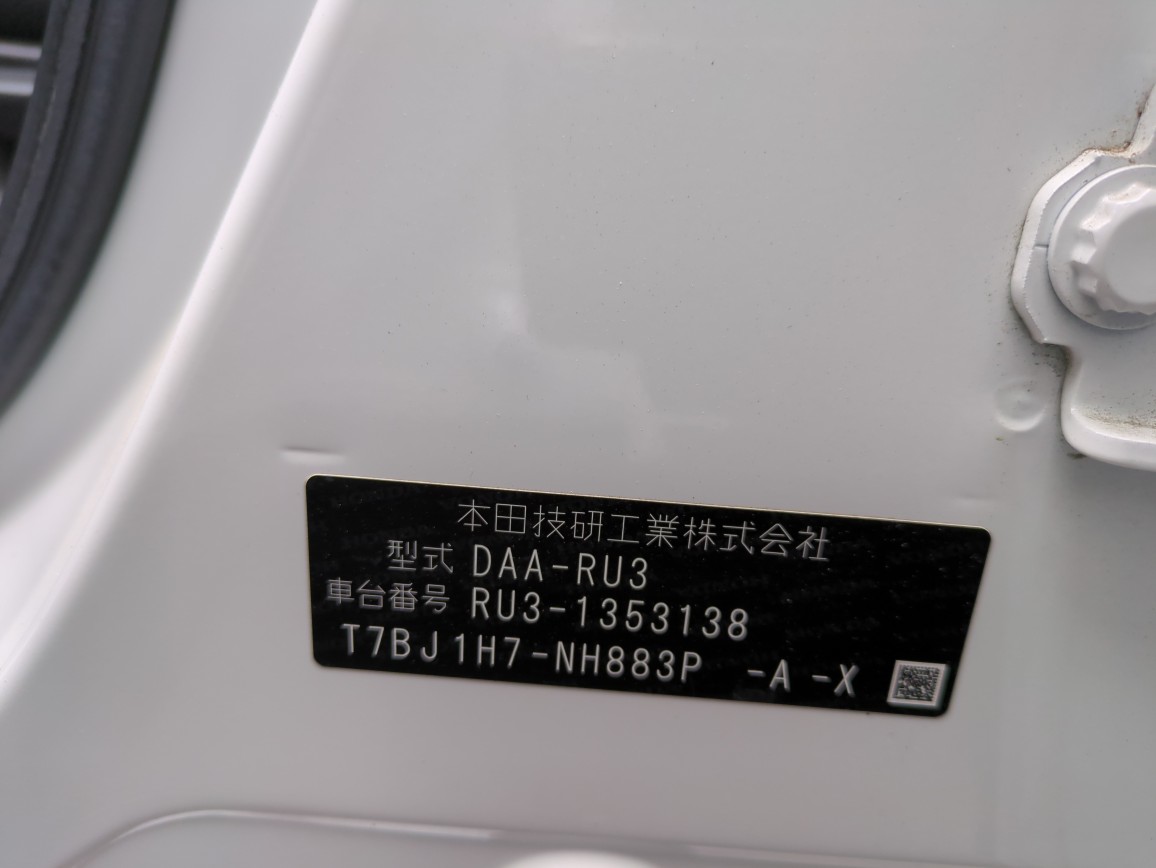 本田技研工業株式会社
型式 DAA-RU3
車台番号 RU3-1353138
T7BJ1H7-NH883P -A -X